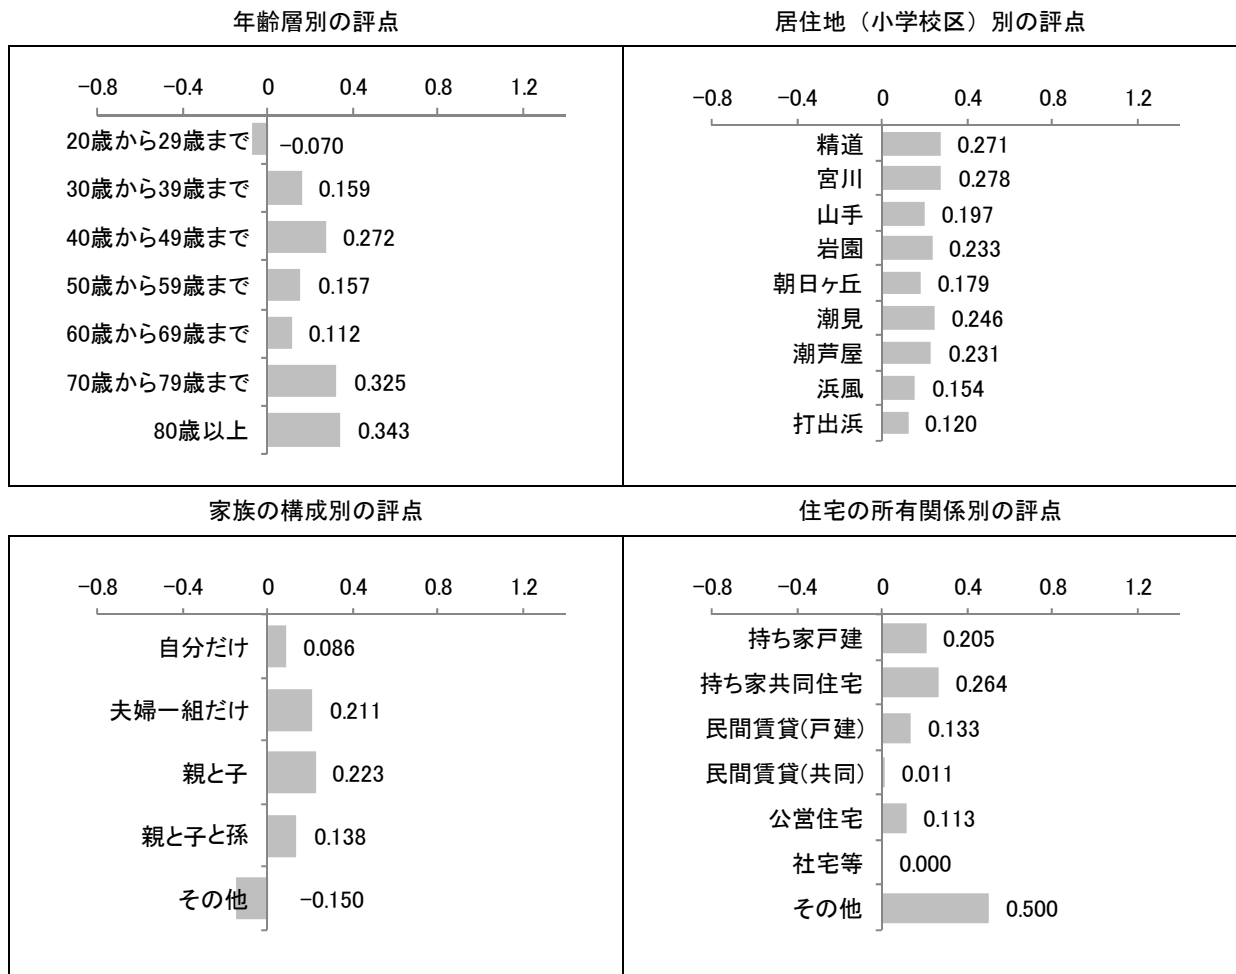 年齢層別の評点
−0.8 −0.4 0 0.4 0.8 1.2
20歳から29歳まで −0.070
30歳から39歳まで 0.159
40歳から49歳まで 0.272
50歳から59歳まで 0.157
60歳から69歳まで 0.112
70歳から79歳まで 0.325
80歳以上 0.343
居住地（小学校区）別の評点
−0.8 −0.4 0 0.4 0.8 1.2
精道 0.271
宮川 0.278
山手 0.197
岩園 0.233
朝日ヶ丘 0.179
潮見 0.246
潮芦屋 0.231
浜風 0.154
打出浜 0.120
家族の構成別の評点
−0.8 −0.4 0 0.4 0.8 1.2
自分だけ 0.086
夫婦一組だけ 0.211
親と子 0.223
親と子と孫 0.138
その他 −0.150
住宅の所有関係別の評点
−0.8 −0.4 0 0.4 0.8 1.2
持ち家戸建 0.205
持ち家共同住宅 0.264
民間賃貸(戸建) 0.133
民間賃貸(共同) 0.011
公営住宅 0.113
社宅等 0.000
その他 0.500